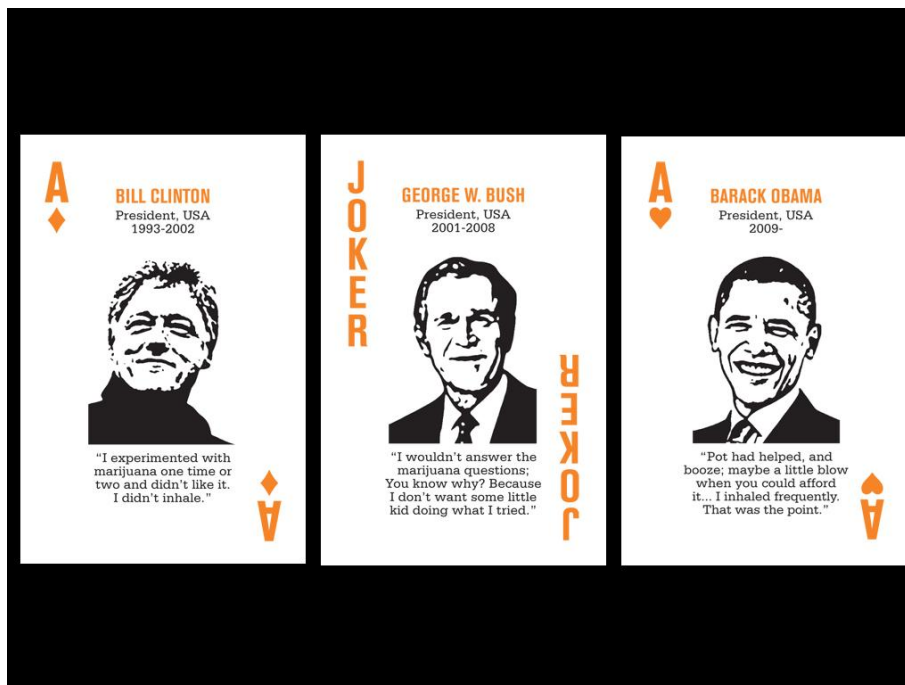 A
BILL CLINTON
President, USA
1993-2002
“I experimented with
marijuana one time or
two and didn’t like it.
I didn’t inhale.”
A
JOKER
GEORGE W. BUSH
President, USA
2001-2008
“I wouldn’t answer the
marijuana questions;
You know why? Because
I don’t want some little
kid doing what I tried.”
JOKER
A
BARACK OBAMA
President, USA
2009-
“Pot had helped, and
booze; maybe a little blow
when you could afford
it... I inhaled frequently.
That was the point.”
A